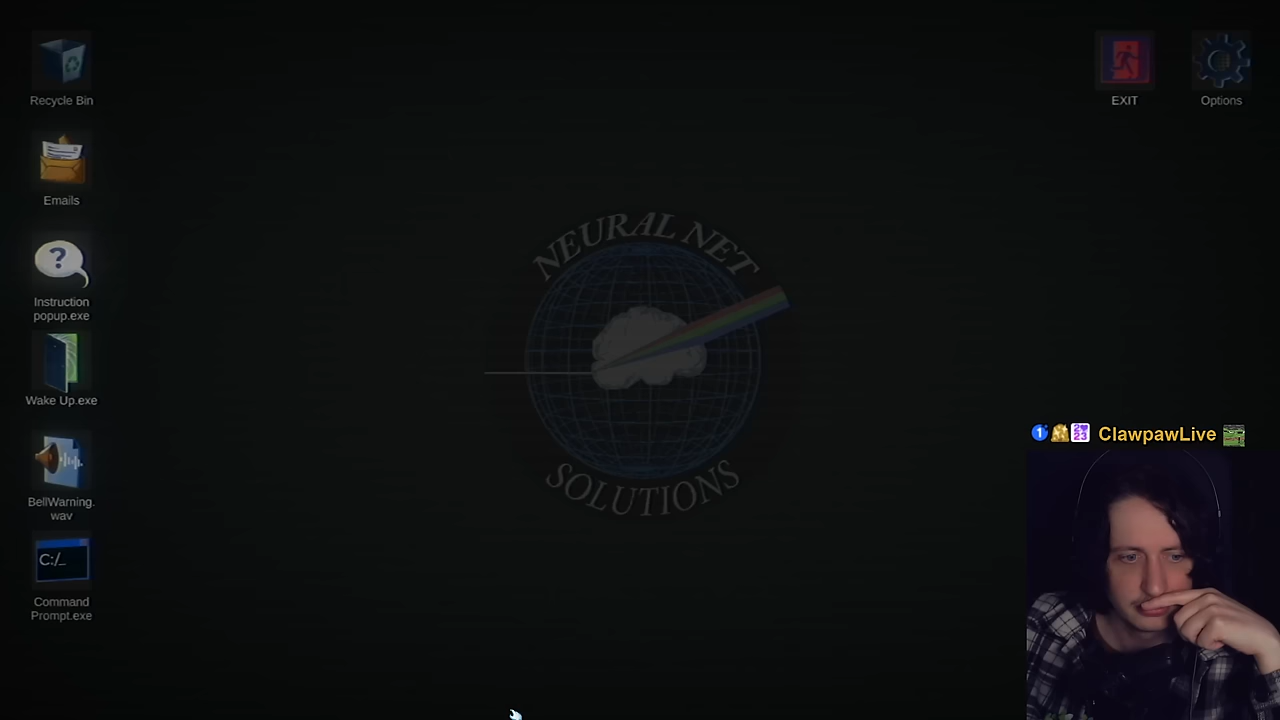 Recycle Bin
EXIT
Options
Emails
NEURAL NET
Instruction
popup.exe
Wake Up.exe
ClawpawLive
SOLUTIONS
BellWarning.
wav
C:/_
Command
Prompt.exe